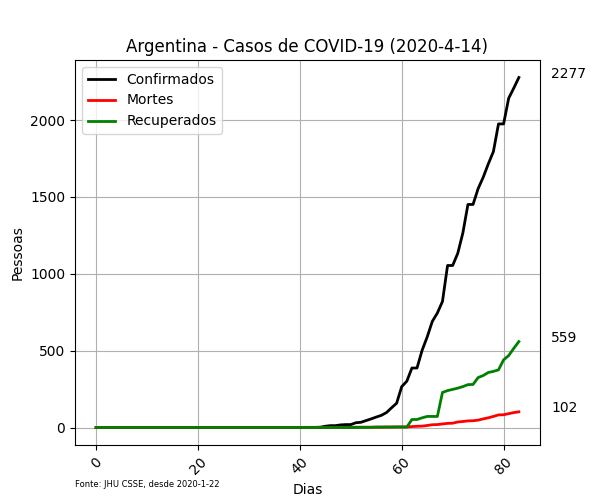 Argentina - Casos de COVID-19 (2020-4-14)
Confirmados
Mortes
Recuperados
2277
559
102
Pessoas
2000
1500
1000
500
0
0
20
40
60
80
Dias
Fonte: JHU CSSE, desde 2020-1-22